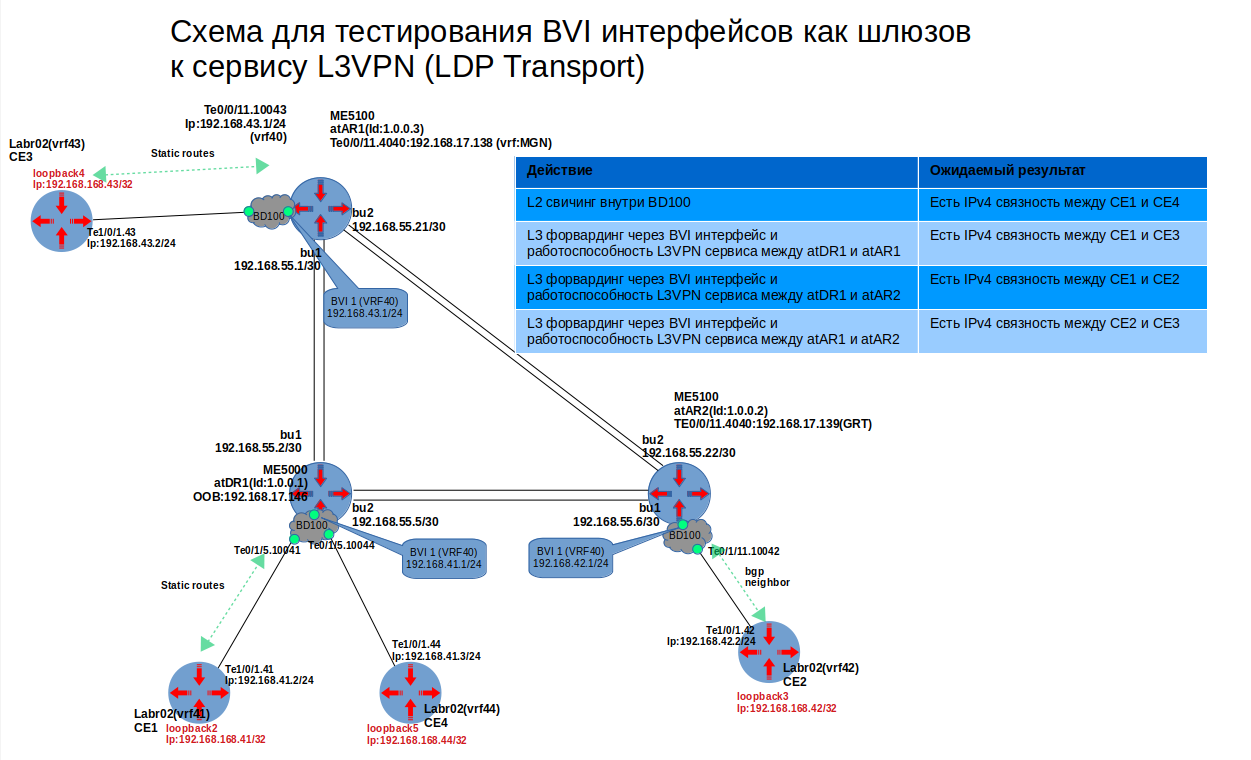 Схема для тестирования BVI интерфейсов как шлюзов
к сервису L3VPN (LDP Transport)
Te0/0/11.10043
Ip:192.168.43.1/24
(vrf40)
ME5100
atAR1(Id:1.0.0.3)
Te0/0/11.4040:192.168.17.138 (vrf:MGN)
Labr02(vrf43)
CE3
Static routes
loopback4
Ip:192.168.168.43/32
Te1/0/1.43
Ip:192.168.43.2/24
BD100
bu2
192.168.55.21/30
bu1
192.168.55.1/30
BVI 1 (VRF40)
192.168.43.1/24
Действие
Ожидаемый результат
L2 свичинг внутри BD100
Есть IPv4 связность между CE1 и CE4
L3 форвардинг через BVI интерфейс и
работоспособность L3VPN сервиса между atDR1 и atAR1
Есть IPv4 связность между CE1 и CE3
L3 форвардинг через BVI интерфейс и
работоспособность L3VPN сервиса между atDR1 и atAR2
Есть IPv4 связность между CE1 и CE2
L3 форвардинг через BVI интерфейс и
работоспособность L3VPN сервиса между atAR1 и atAR2
Есть IPv4 связность между CE2 и CE3
ME5100
atAR2(Id:1.0.0.2)
TE0/0/11.4040:192.168.17.139(GRT)
bu2
192.168.55.22/30
bu1
192.168.55.2/30
ME5000
atDR1(Id:1.0.0.1)
OOB:192.168.17.146
bu2
192.168.55.5/30
bu1
192.168.55.6/30
BD100
BD100
Te0/1/5.10041
Te0/1/5.10044
BVI 1 (VRF40)
192.168.41.1/24
BVI 1 (VRF40)
192.168.42.1/24
Te0/1/11.10042
bgp
neighbor
Static routes
Te1/0/1.42
Ip:192.168.42.2/24
Te1/0/1.44
Ip:192.168.41.3/24
Te1/0/1.41
Ip:192.168.41.2/24
Labr02(vrf42)
CE2
loopback3
Ip:192.168.168.42/32
Labr02(vrf41)
CE1
loopback2
Ip:192.168.168.41/32
Labr02(vrf44)
CE4
loopback5
Ip:192.168.168.44/32